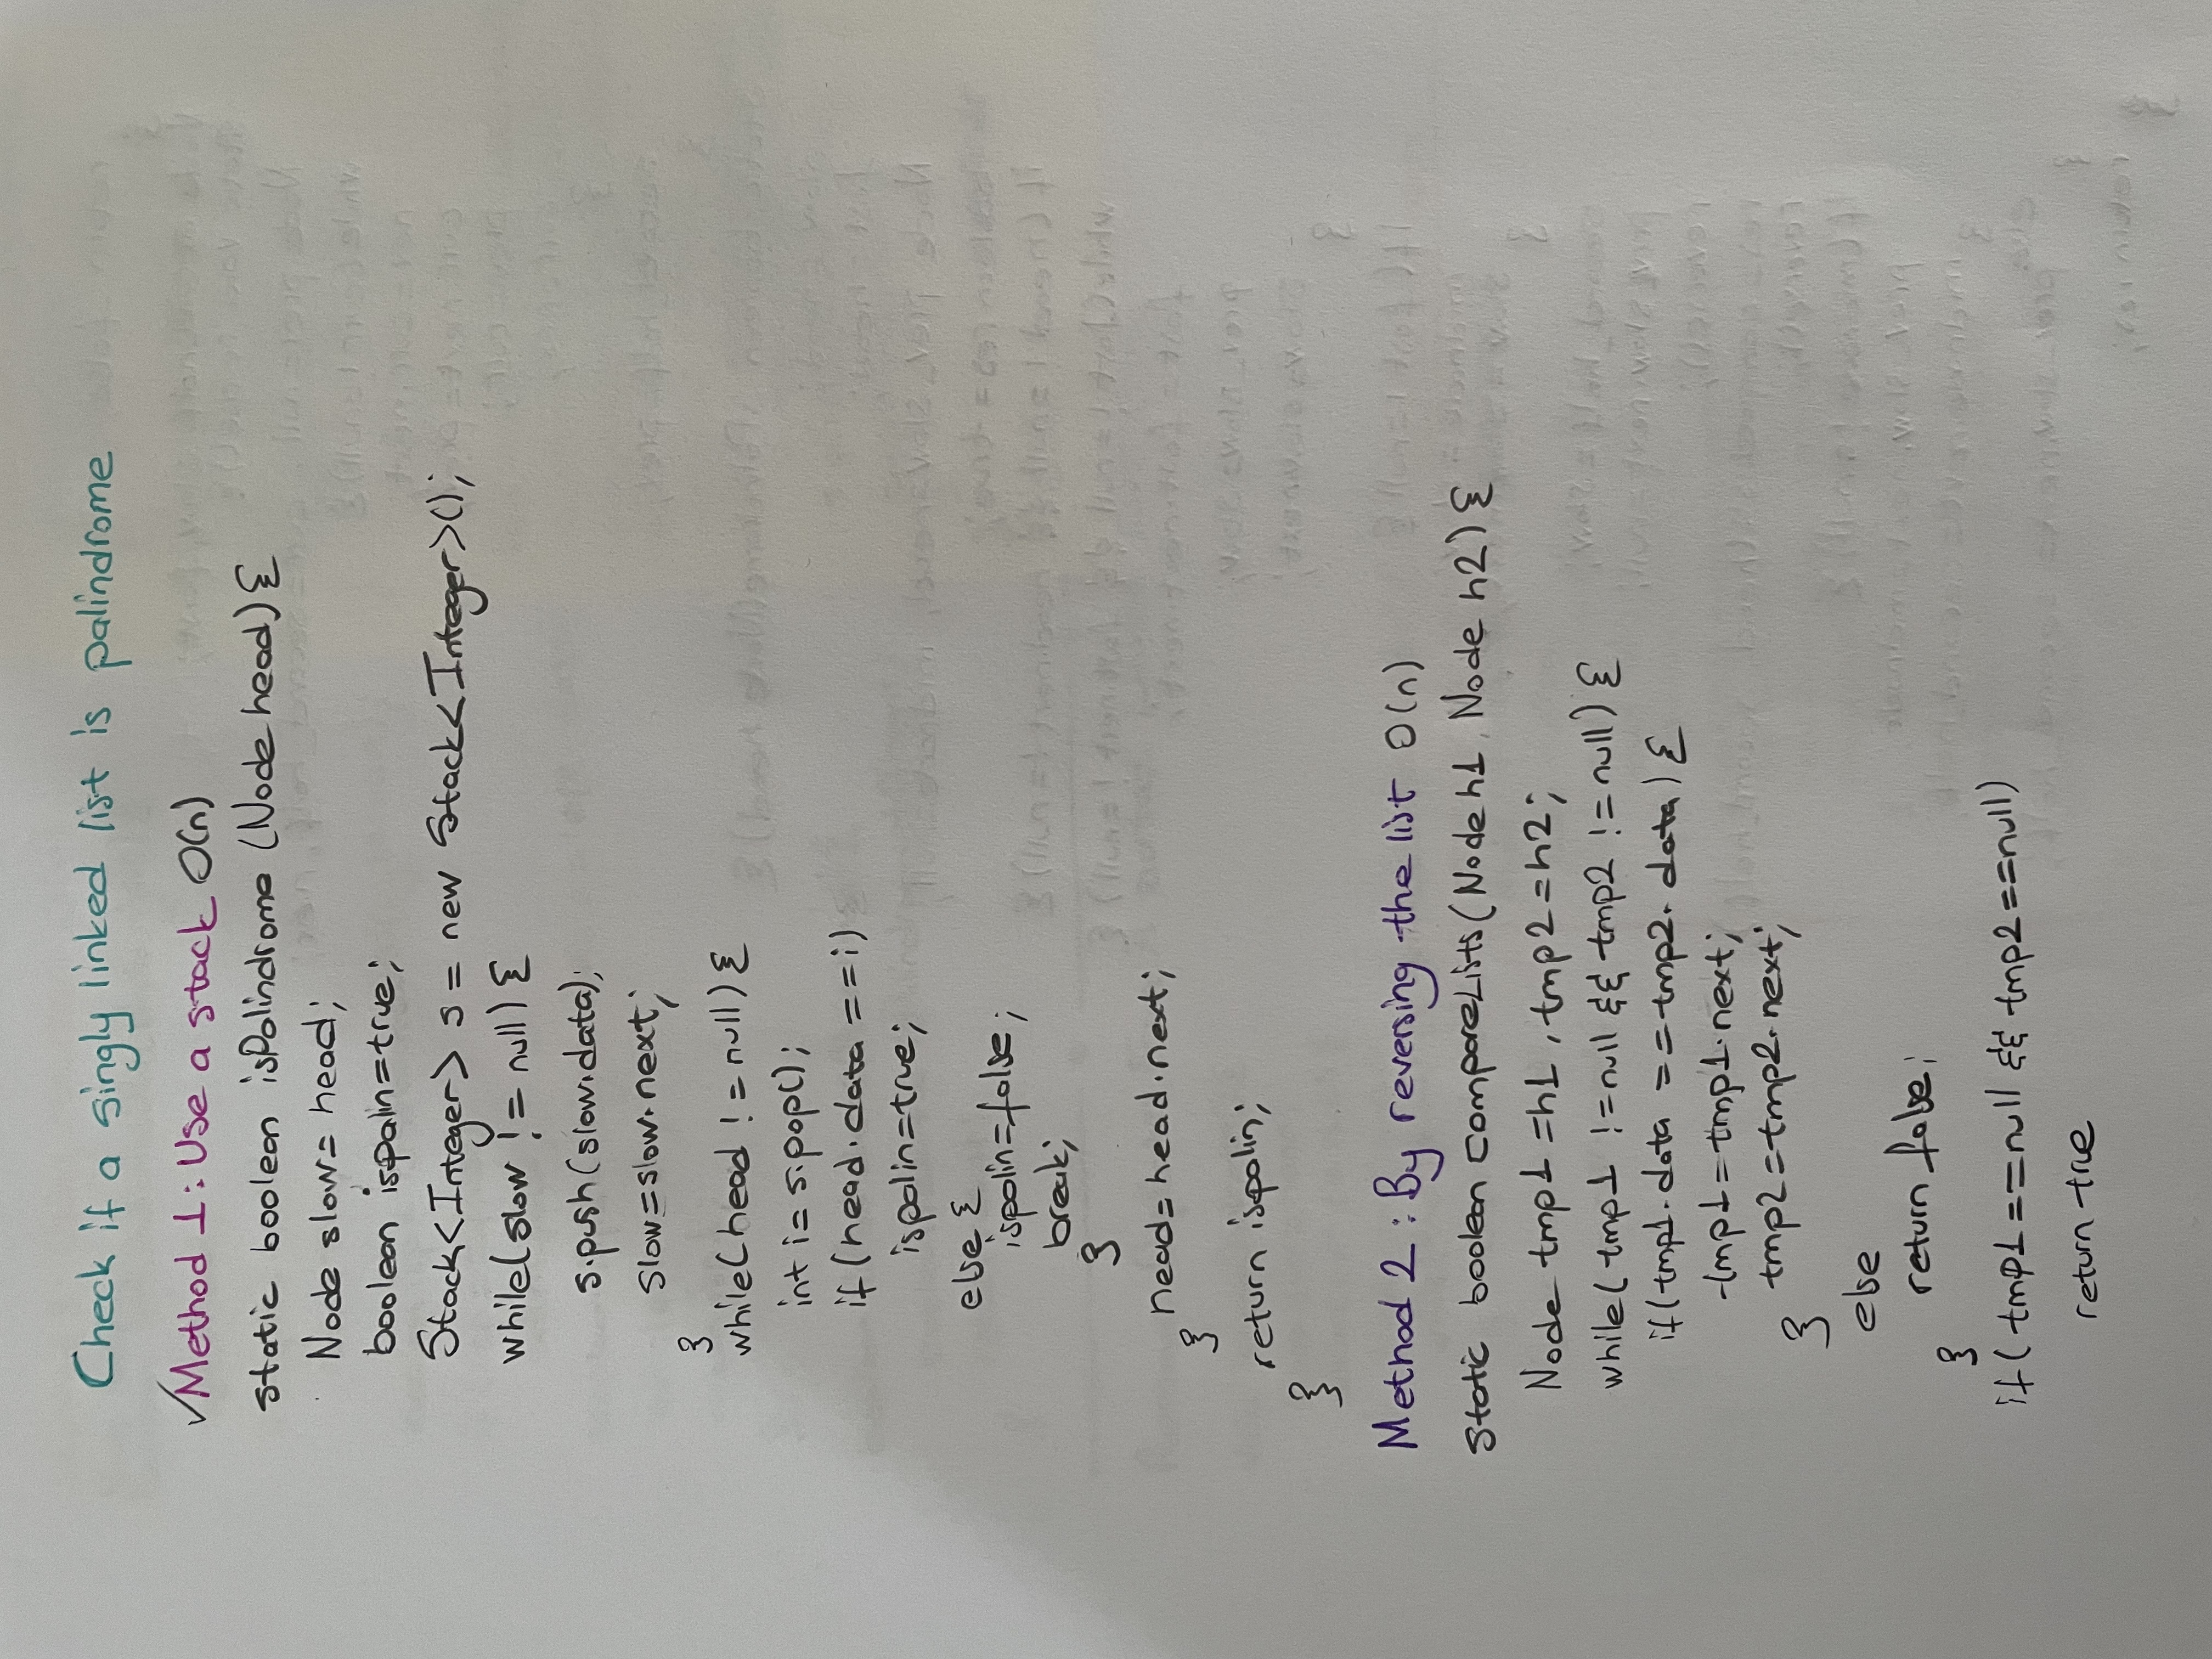 Check if a singly linked list is palindrome
✓Method 1: Use a stack O(n)
static boolean isPalindrome (Node head) {
Node slow= head;
boolean ispalin=true;
Stack<Integer> s = new Stack<Integer>();
while(slow != null) {
s.push(slow.data);
slow=slow.next;
}
while(head != null) {
int i= s.pop();
if (head.data ==i)
ispalin=true;
else {
ispalin=false;
break;
}
head= head.next;
}
return ispalin;
}
Method 2 : By reversing the list O(n)
static boolean compareLists(Node h1, Node h2) {
Node tmp1 =h1 , tmp2 =h2;
while( tmp1 !=null && tmp2 != null) {
if(tmp1.data ==tmp2.data) {
tmp1=tmp1.next;
tmp2=tmp2.next;
}
else
return false;
}
if( tmp1 ==null && tmp2 ==null)
return true